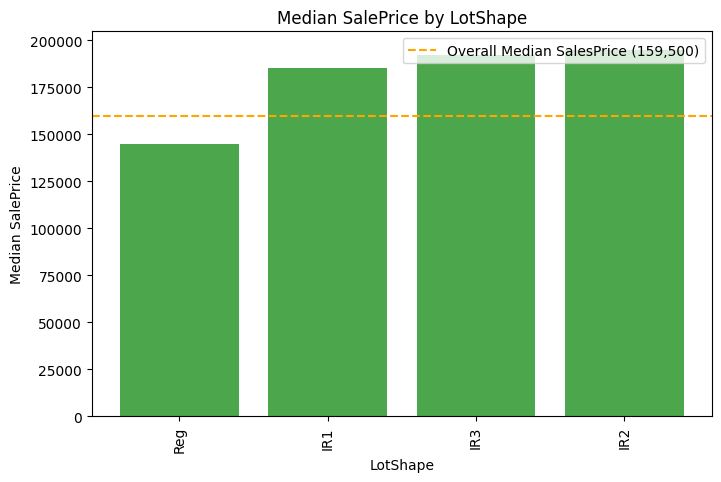 Median SalePrice by LotShape
Overall Median SalesPrice (159,500)
Median SalePrice
200000
175000
150000
125000
100000
75000
50000
25000
0
Reg
IR1
IR3
IR2
LotShape